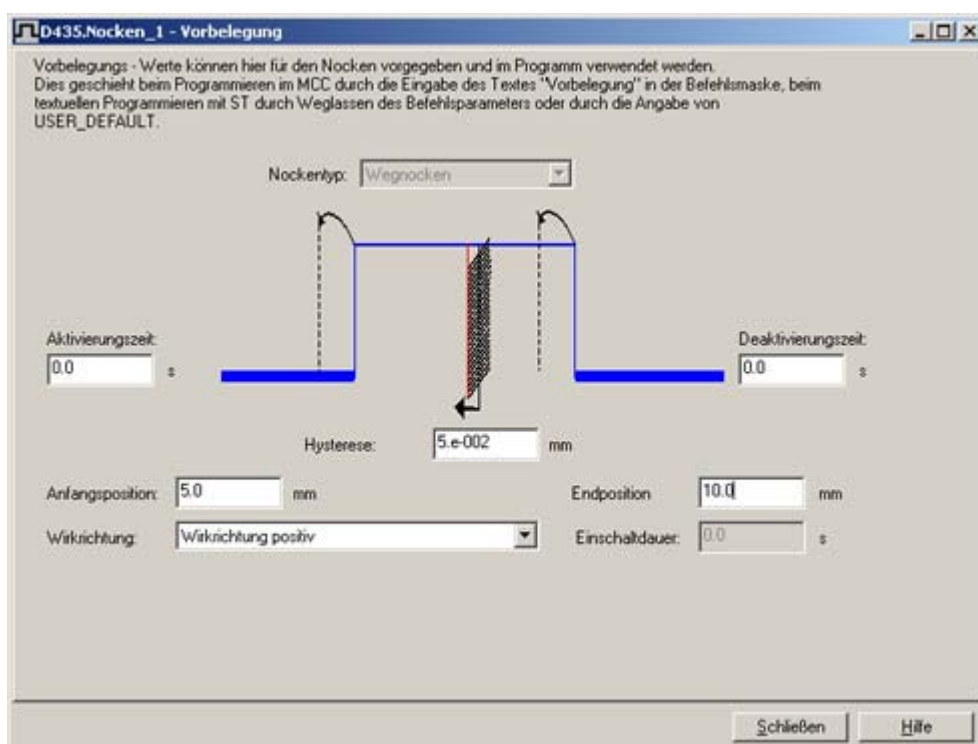 D435.Nocken_1 - Vorbelegung
Vorbelegungs - Werte können hier für den Nocken vorgegeben und im Programm verwendet werden.
Dies geschieht beim Programmieren im MCC durch die Eingabe des Textes "Vorbelegung" in der Befehlsmaske, beim
textuellen Programmieren mit ST durch Weglassen des Befehlsparameters oder durch die Angabe von
USER_DEFAULT.
Nockentyp: Wegnocken
Aktivierungszeit:
0.0 s
Deaktivierungszeit:
0.0 s
Hysterese: 5.e-002 mm
Anfangsposition: 5.0 mm
Endposition 10.0 mm
Wirkrichtung: Wirkrichtung positiv
Einschaltdauer: 0.0 s
Schließen
Hilfe